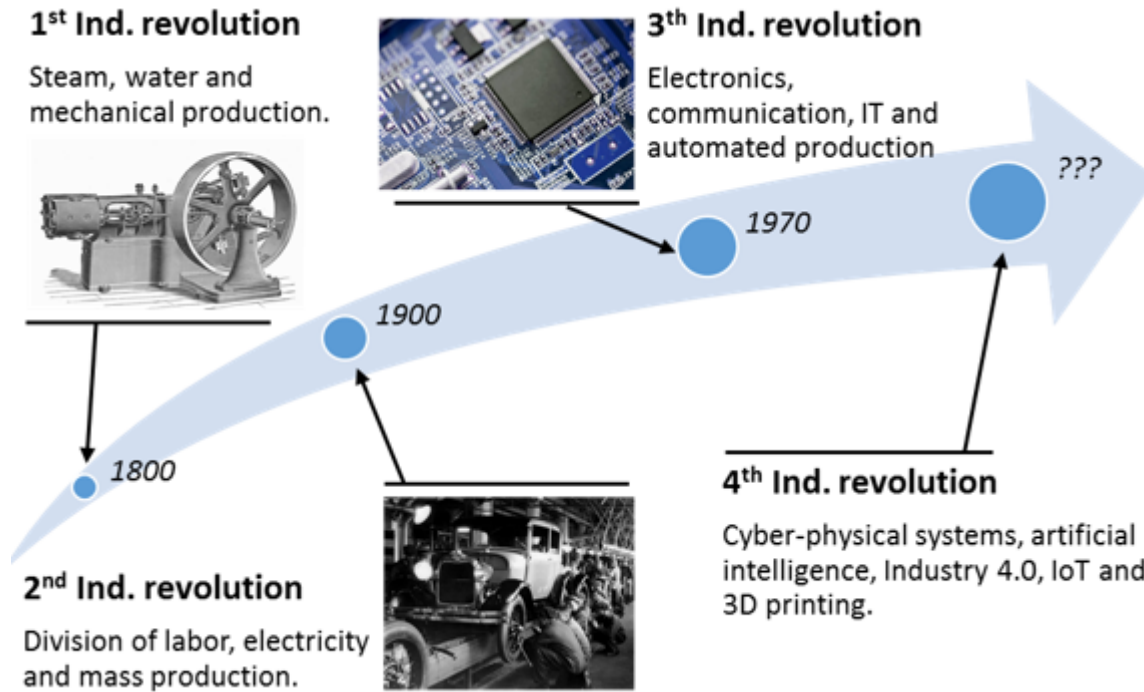 1st Ind. revolution
Steam, water and
mechanical production.
3th Ind. revolution
Electronics,
communication, IT and
automated production
???
1970
1900
1800
2nd Ind. revolution
Division of labor, electricity
and mass production.
4th Ind. revolution
Cyber-physical systems, artificial
intelligence, Industry 4.0, IoT and
3D printing.